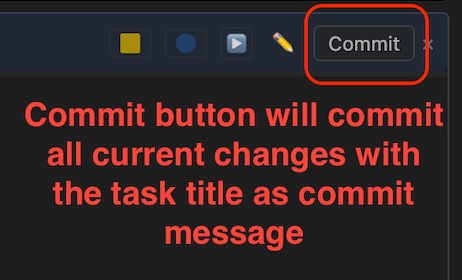 Commit ×
Commit button will commit
all current changes with
the task title as commit
message